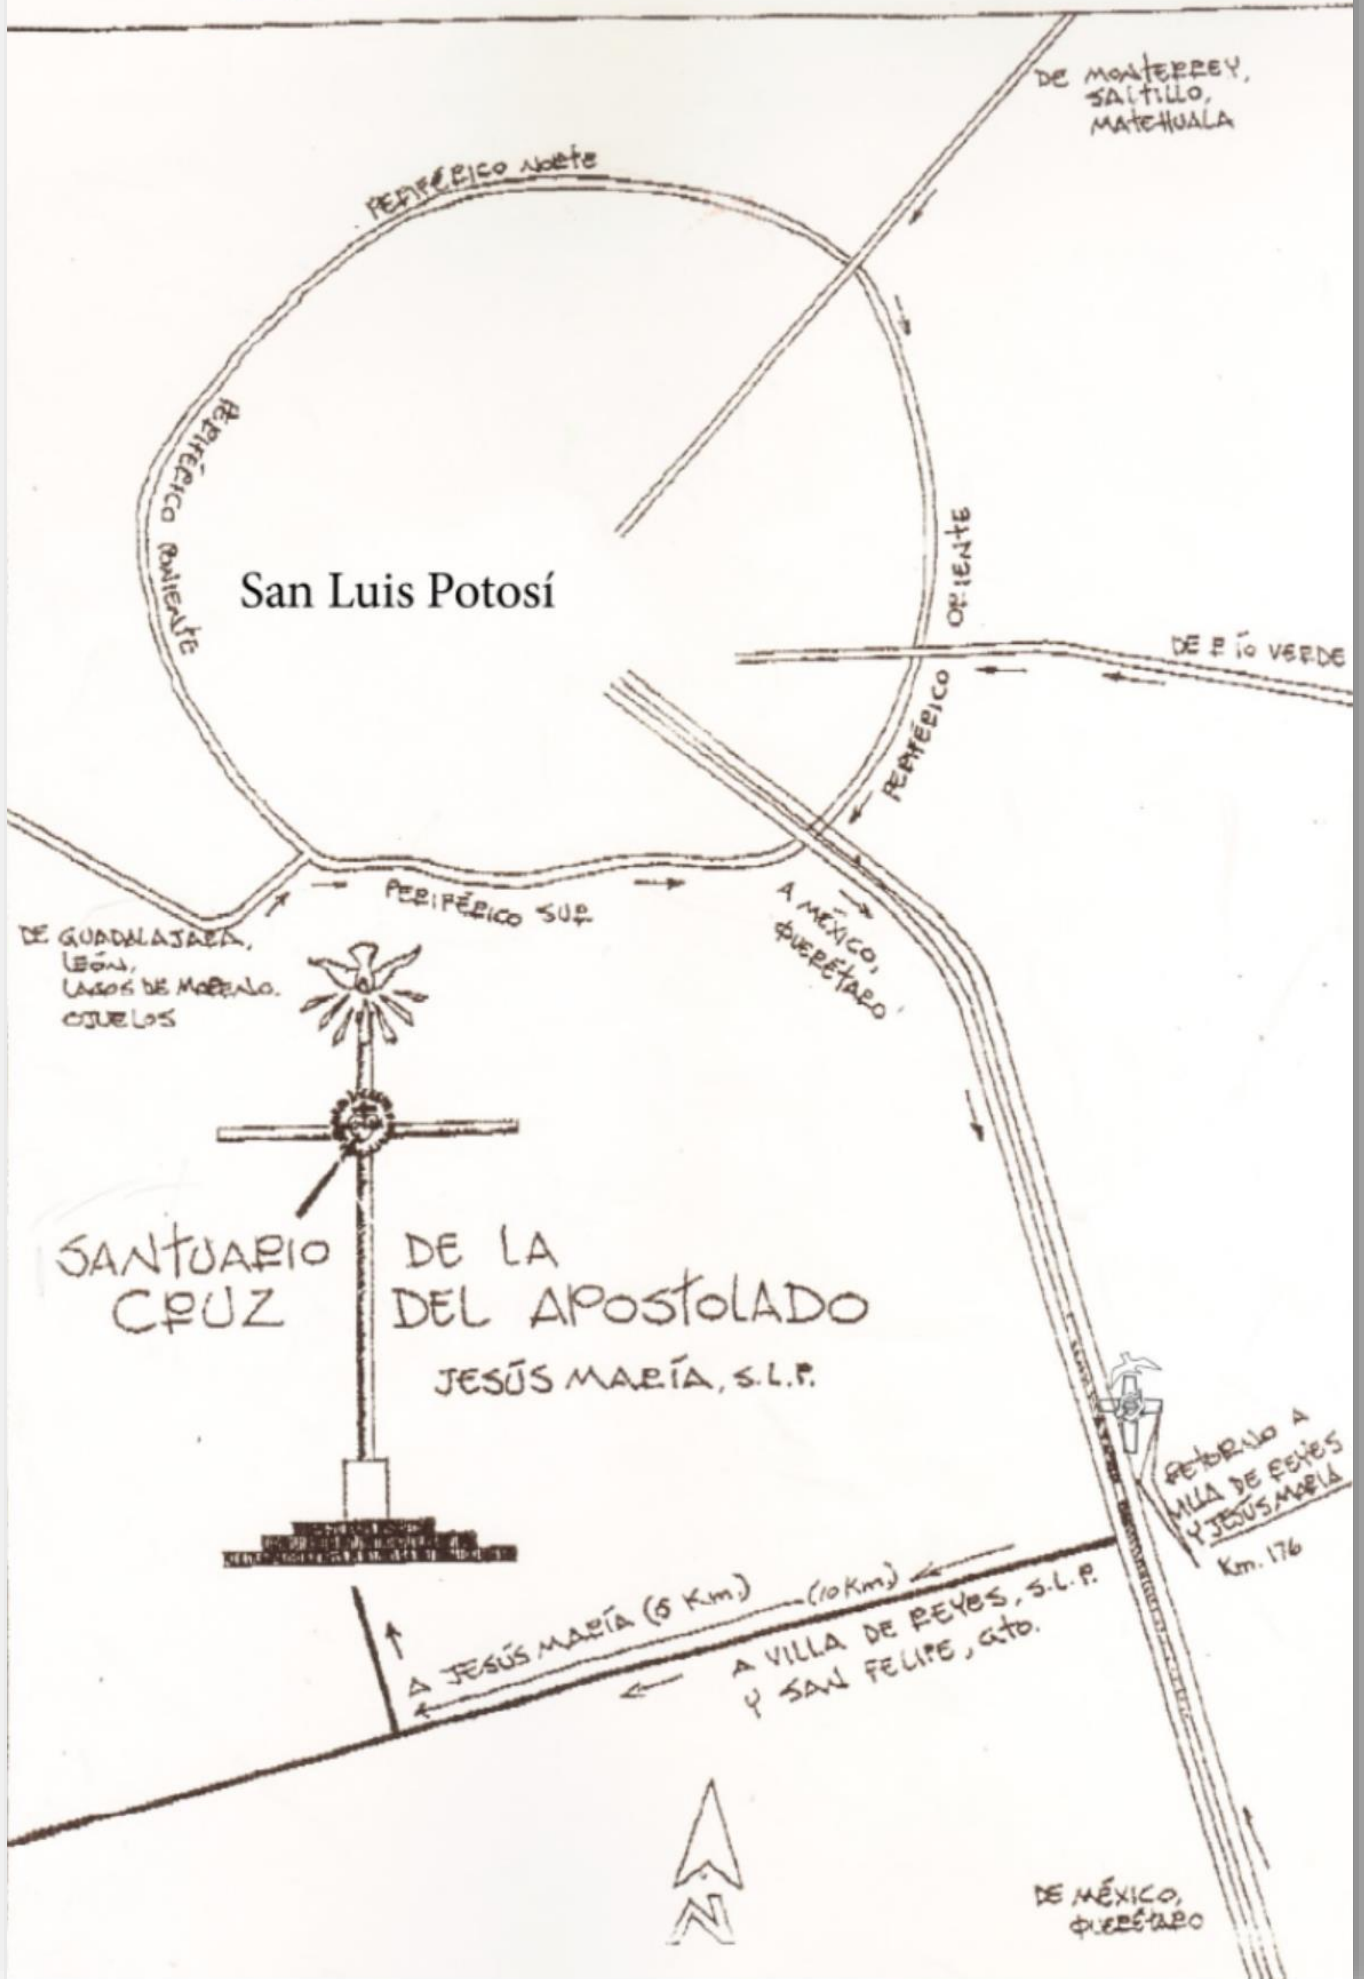 DE MONTERREY,
SALTILLO,
MATEHUALA
PERIFÉRICO NORTE
PERIFÉRICO PONIENTE
San Luis Potosí
PERIFÉRICO ORIENTE
DE RÍO VERDE
PERIFÉRICO SUR
A MÉXICO,
QUERÉTARO
DE GUADALAJARA,
LEÓN,
LAGOS DE MORENO.
OJUELOS
SANTUARIO DE LA
CRUZ DEL APOSTOLADO
JESÚS MARÍA, S.L.P.
RETORNO A
VILLA DE REYES
Y JESÚS MARIA
Km. 176
A JESÚS MARÍA (5 Km.) (10 Km.)
A VILLA DE REYES, S.L.P.
Y SAN FELIPE, Gto.
N
DE MÉXICO,
QUERÉTARO